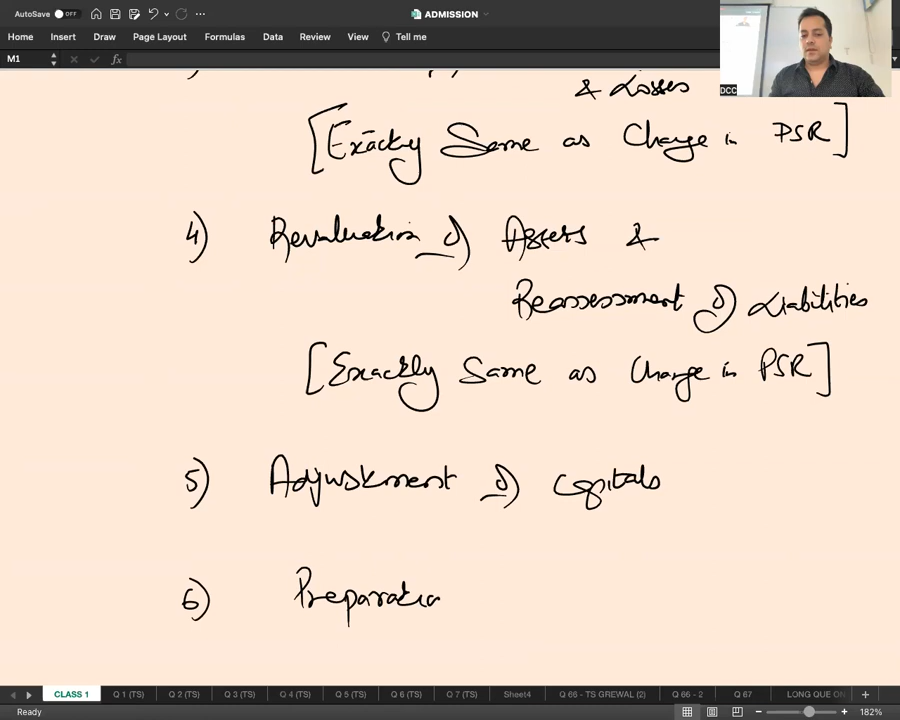 AutoSave OFF ADMISSION
Home Insert Draw Page Layout Formulas Data Review View Tell me
M1 fx
& Losses
DCC
[Exactly Same as Change in PSR]
4) Revaluation of Assets &
Reassessment of Liabilities
[Exactly Same as Change in PSR]
5) Adjustment of Capitals
6) Preparatio
CLASS 1 Q 1 (TS) Q 2 (TS) Q 3 (TS) Q 4 (TS) Q 5 (TS) Q 6 (TS) Q 7 (TS) Sheet4 Q 66 - TS GREWAL (2) Q 66 - 2 Q 67 LONG QUE ON
Ready 182%